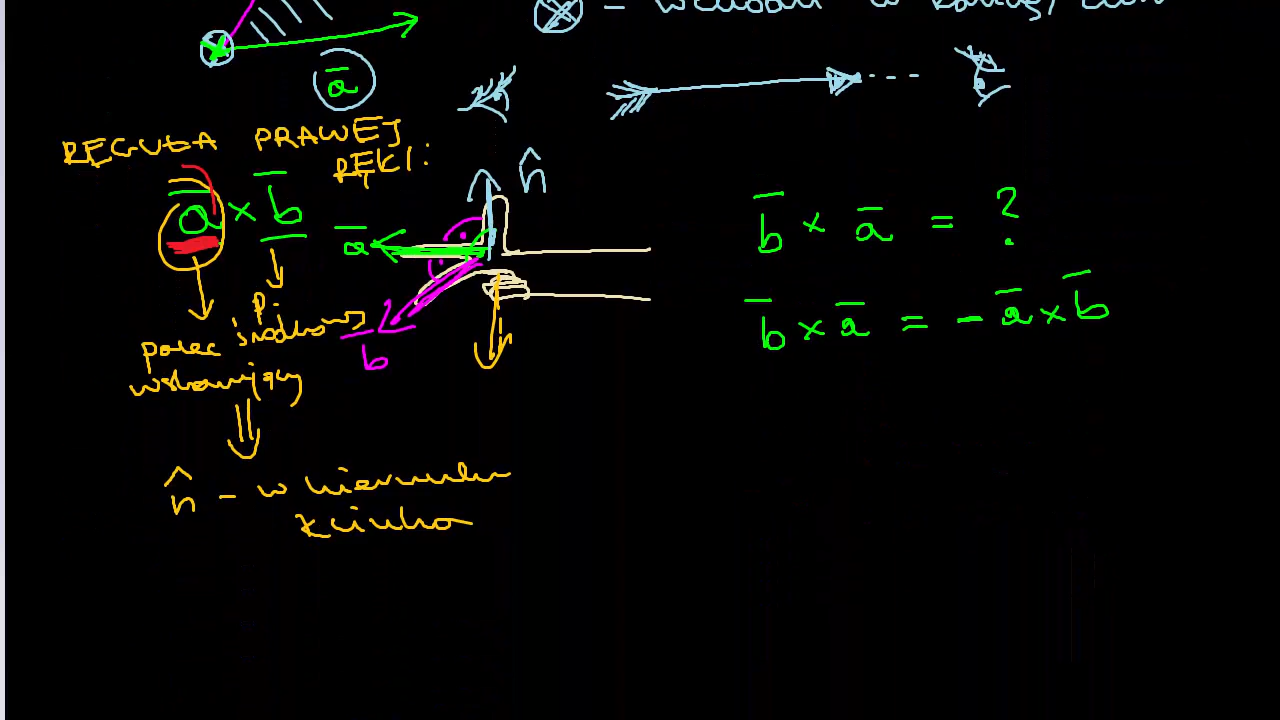 ā
REGUŁA PRAWEJ RĘKI:
n̂
ā × b̄
ā
b̄ × ā = ?
p. środkowy
b̄
n̂
b̄ × ā = - ā × b̄
palec wskazujący
n̂ - w kierunku kciuka